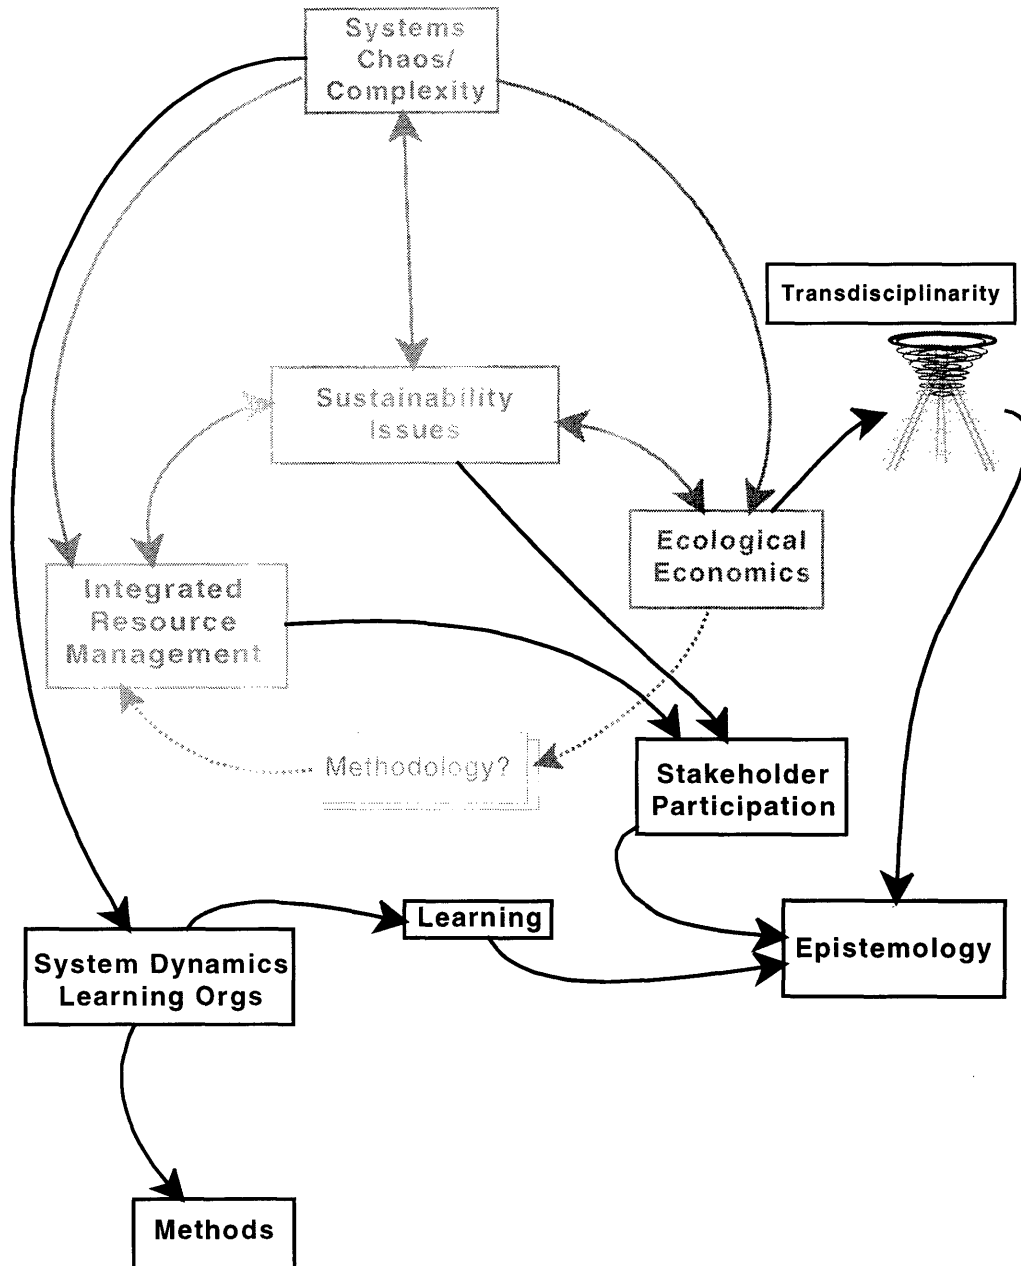 Systems
Chaos/
Complexity
Transdisciplinarity
Sustainability
Issues
Ecological
Economics
Integrated
Resource
Management
Methodology?
Stakeholder
Participation
Learning
Epistemology
System Dynamics
Learning Orgs
Methods